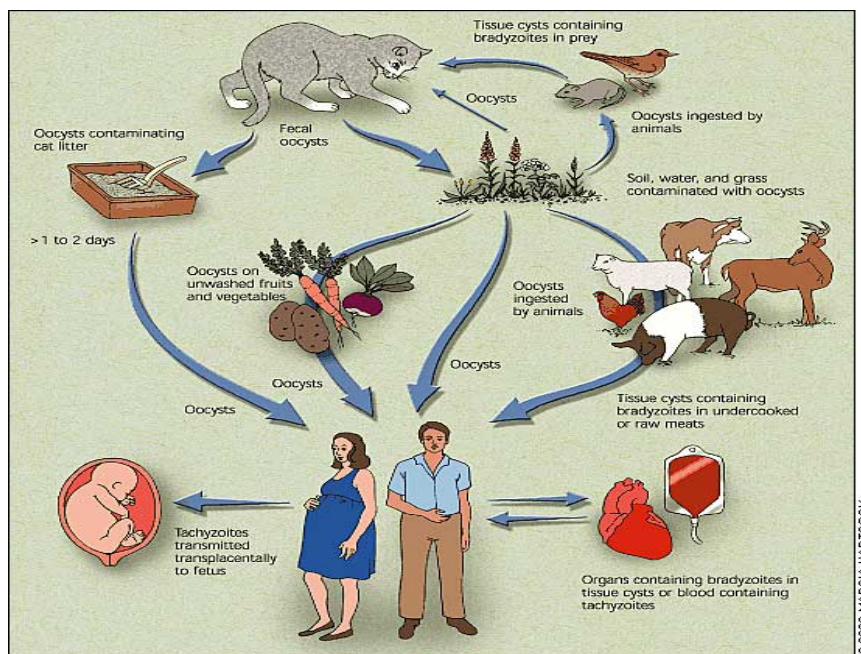 Tissue cysts containing
bradyzoites in prey
Oocysts
Oocysts ingested by
animals
Oocysts contaminating
cat litter
Fecal
oocysts
Soil, water, and grass
contaminated with oocysts
>1 to 2 days
Oocysts on
unwashed fruits
and vegetables
Oocysts
ingested
by animals
Oocysts
Oocysts
Oocysts
Tissue cysts containing
bradyzoites in undercooked
or raw meats
Tachyzoites
transmitted
transplacentally
to fetus
Organs containing bradyzoites in
tissue cysts or blood containing
tachyzoites